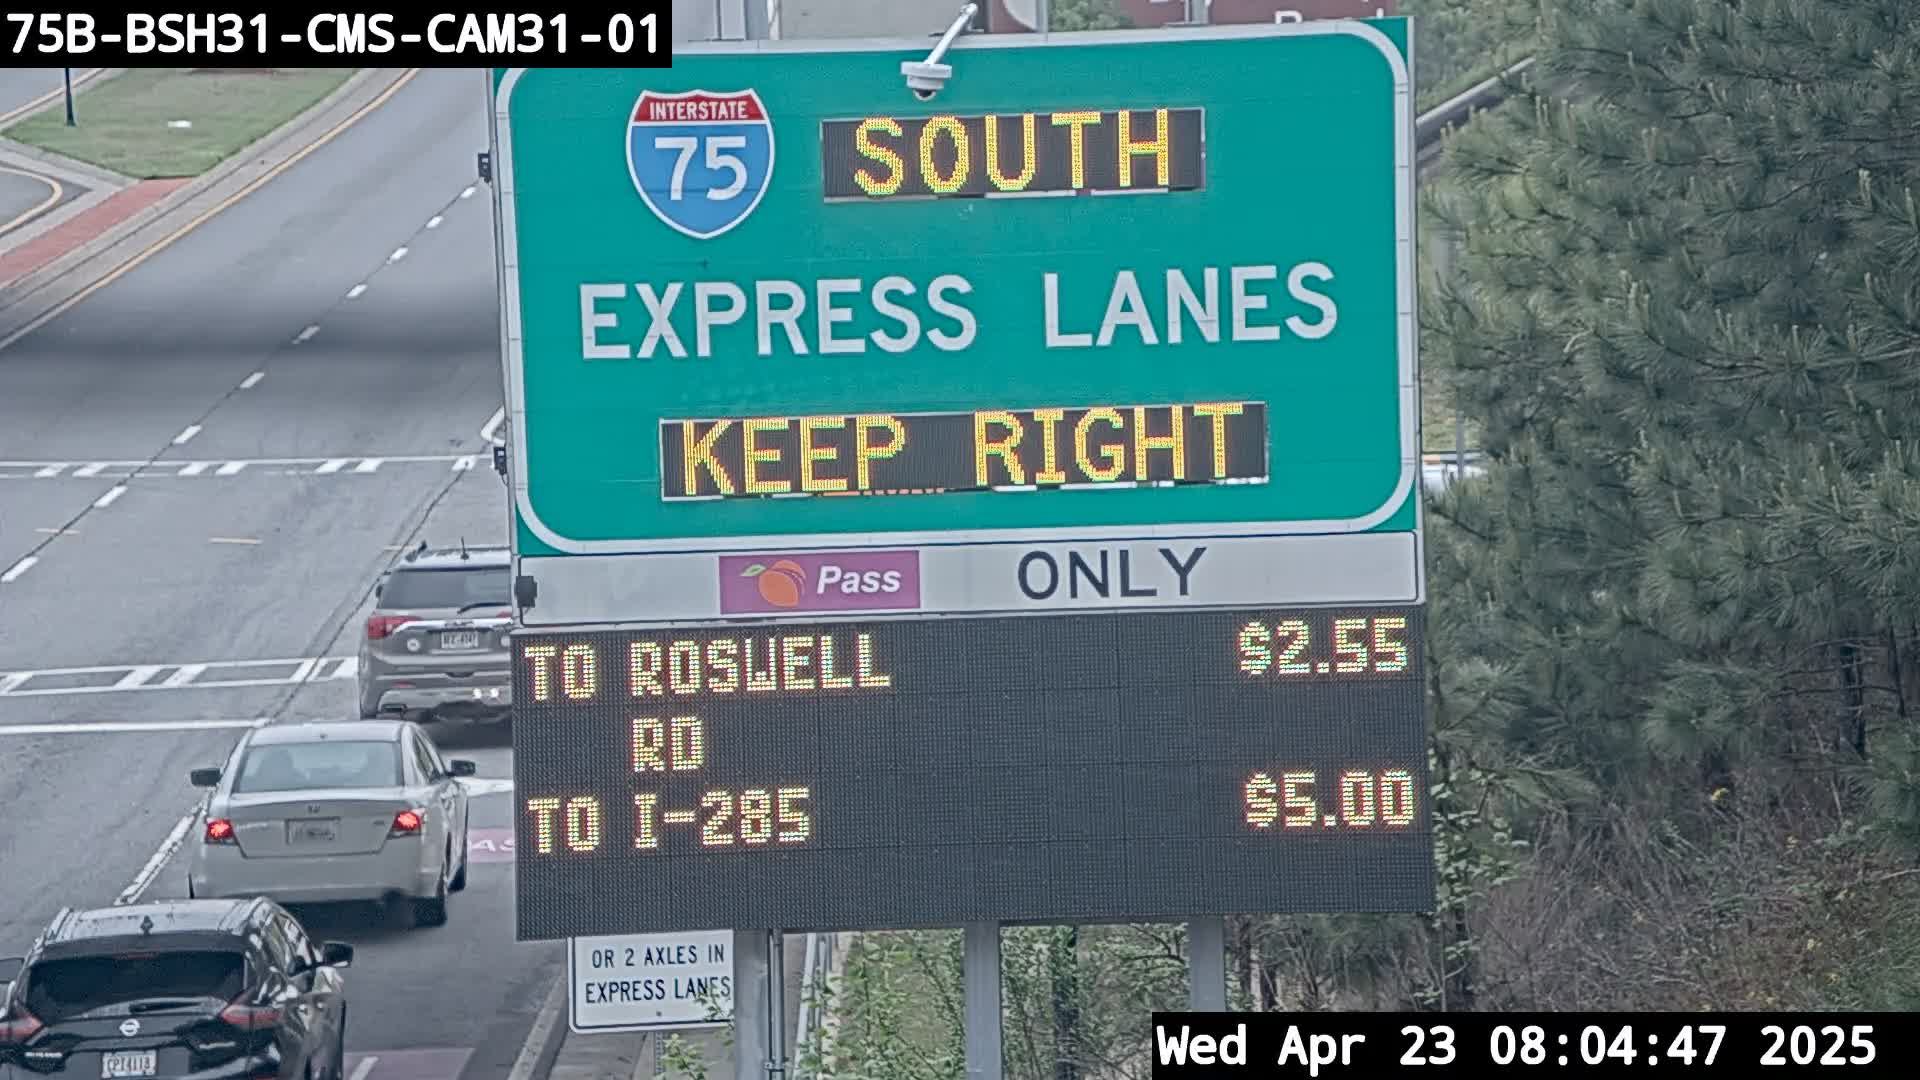 75B-BSH31-CMS-CAM31-01
INTERSTATE
75
SOUTH
EXPRESS LANES
KEEP RIGHT
Pass ONLY
TO ROSWELL $2.55
RD
TO I-285 $5.00
OR 2 AXLES IN
EXPRESS LANES
Wed Apr 23 08:04:47 2025